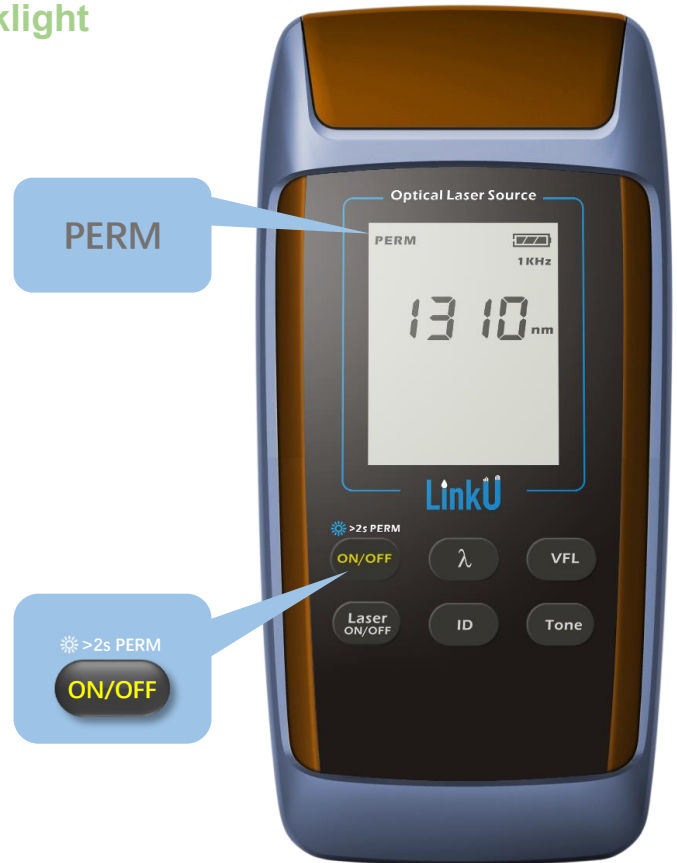 PERM
Optical Laser Source
PERM
1KHz
1310nm
LinkU
>2s PERM
ON/OFF
λ
VFL
Laser
ON/OFF
ID
Tone
>2s PERM
ON/OFF